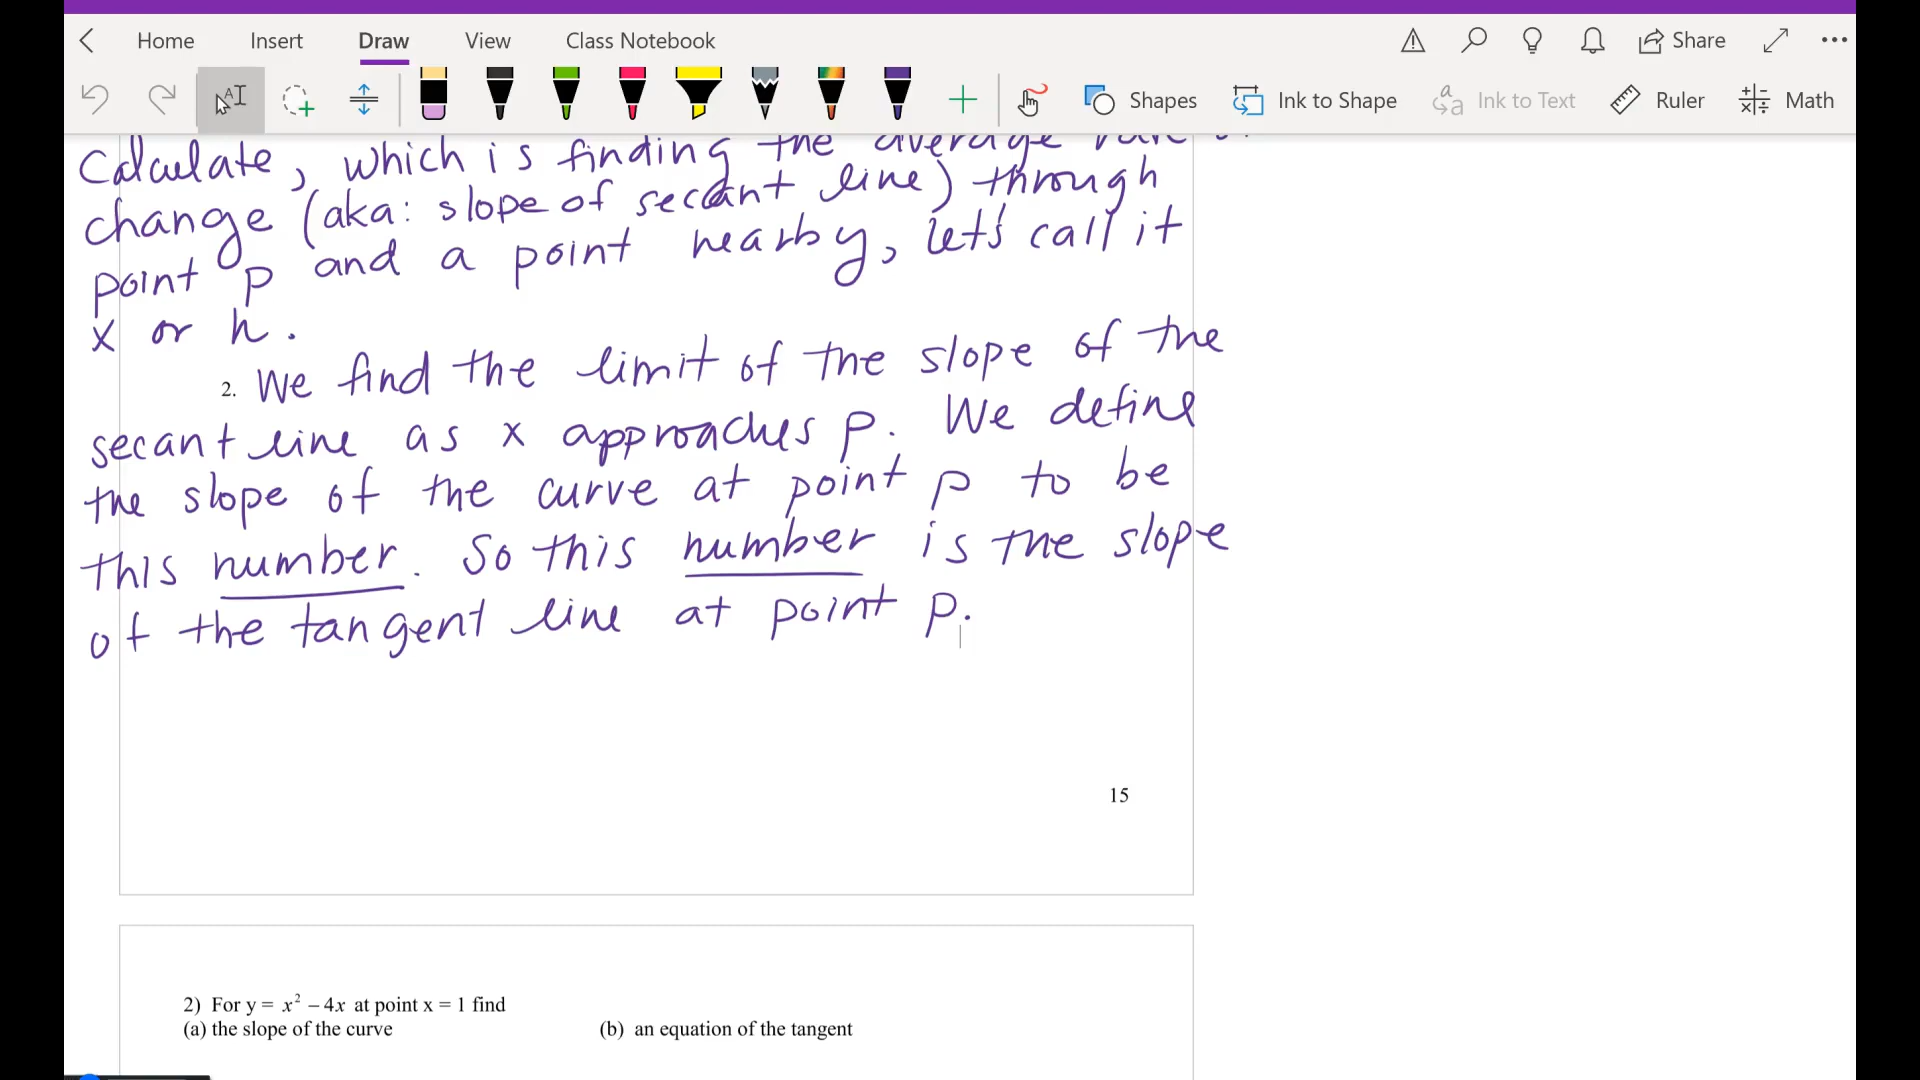 Home Insert Draw View Class Notebook Share
Shapes Ink to Shape Ink to Text Ruler Math
Calculate, which is finding the average
change (aka: slope of secant line) through
point p and a point nearby, let's call it
x or h.
2. We find the limit of the slope of the
secant line as x approaches p. We define
the slope of the curve at point p to be
this number. So this number is the slope
of the tangent line at point p.
15
2) For y = x² – 4x at point x = 1 find
(a) the slope of the curve (b) an equation of the tangent